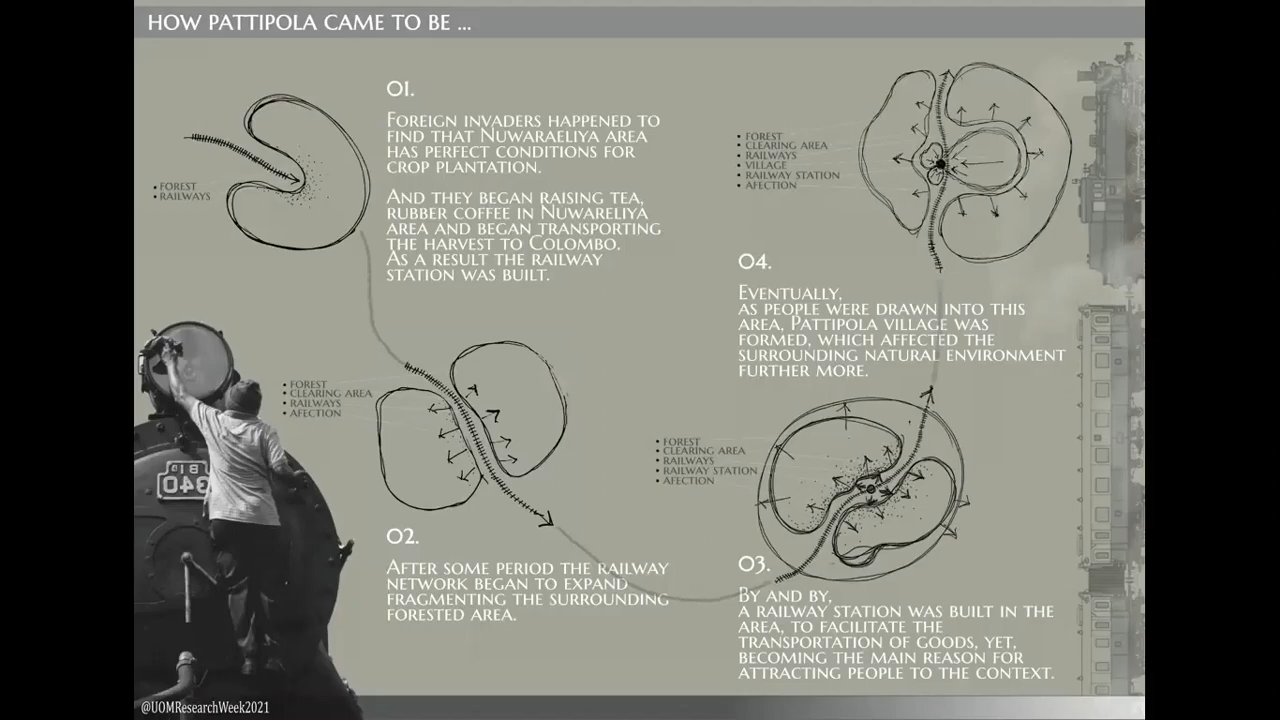 HOW PATTIPOLA CAME TO BE ...
01.
FOREIGN INVADERS HAPPENED TO
FIND THAT NUWARAELIYA AREA
HAS PERFECT CONDITIONS FOR
CROP PLANTATION.
AND THEY BEGAN RAISING TEA,
RUBBER COFFEE IN NUWARELIYA
AREA AND BEGAN TRANSPORTING
THE HARVEST TO COLOMBO.
AS A RESULT THE RAILWAY
STATION WAS BUILT.
• FOREST
• RAILWAYS
• FOREST
• CLEARING AREA
• RAILWAYS
• AFECTION
02.
AFTER SOME PERIOD THE RAILWAY
NETWORK BEGAN TO EXPAND
FRAGMENTING THE SURROUNDING
FORESTED AREA.
• FOREST
• CLEARING AREA
• RAILWAYS
• RAILWAY STATION
• AFECTION
03.
BY AND BY,
A RAILWAY STATION WAS BUILT IN THE
AREA, TO FACILITATE THE
TRANSPORTATION OF GOODS, YET,
BECOMING THE MAIN REASON FOR
ATTRACTING PEOPLE TO THE CONTEXT.
• FOREST
• CLEARING AREA
• RAILWAYS
• VILLAGE
• RAILWAY STATION
• AFECTION
04.
EVENTUALLY,
AS PEOPLE WERE DRAWN INTO THIS
AREA, PATTIPOLA VILLAGE WAS
FORMED, WHICH AFFECTED THE
SURROUNDING NATURAL ENVIRONMENT
FURTHER MORE.
@UOMResearchWeek2021